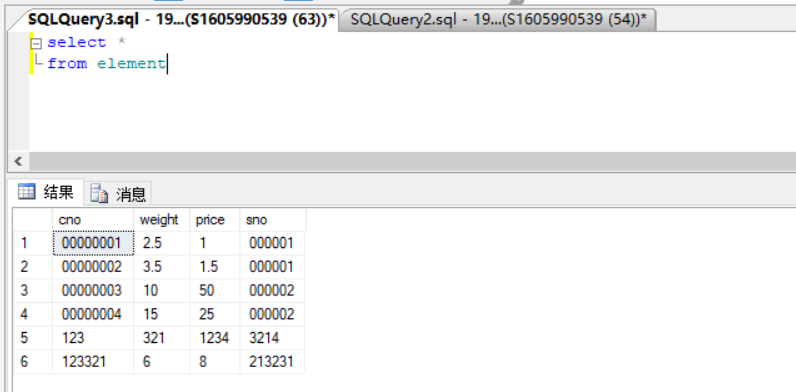 SQLQuery3.sql - 19...(S1605990539 (63))* SQLQuery2.sql - 19...(S1605990539 (54))*
select *
from element
结果 消息
cno weight price sno
1 00000001 2.5 1 000001
2 00000002 3.5 1.5 000001
3 00000003 10 50 000002
4 00000004 15 25 000002
5 123 321 1234 3214
6 123321 6 8 213231